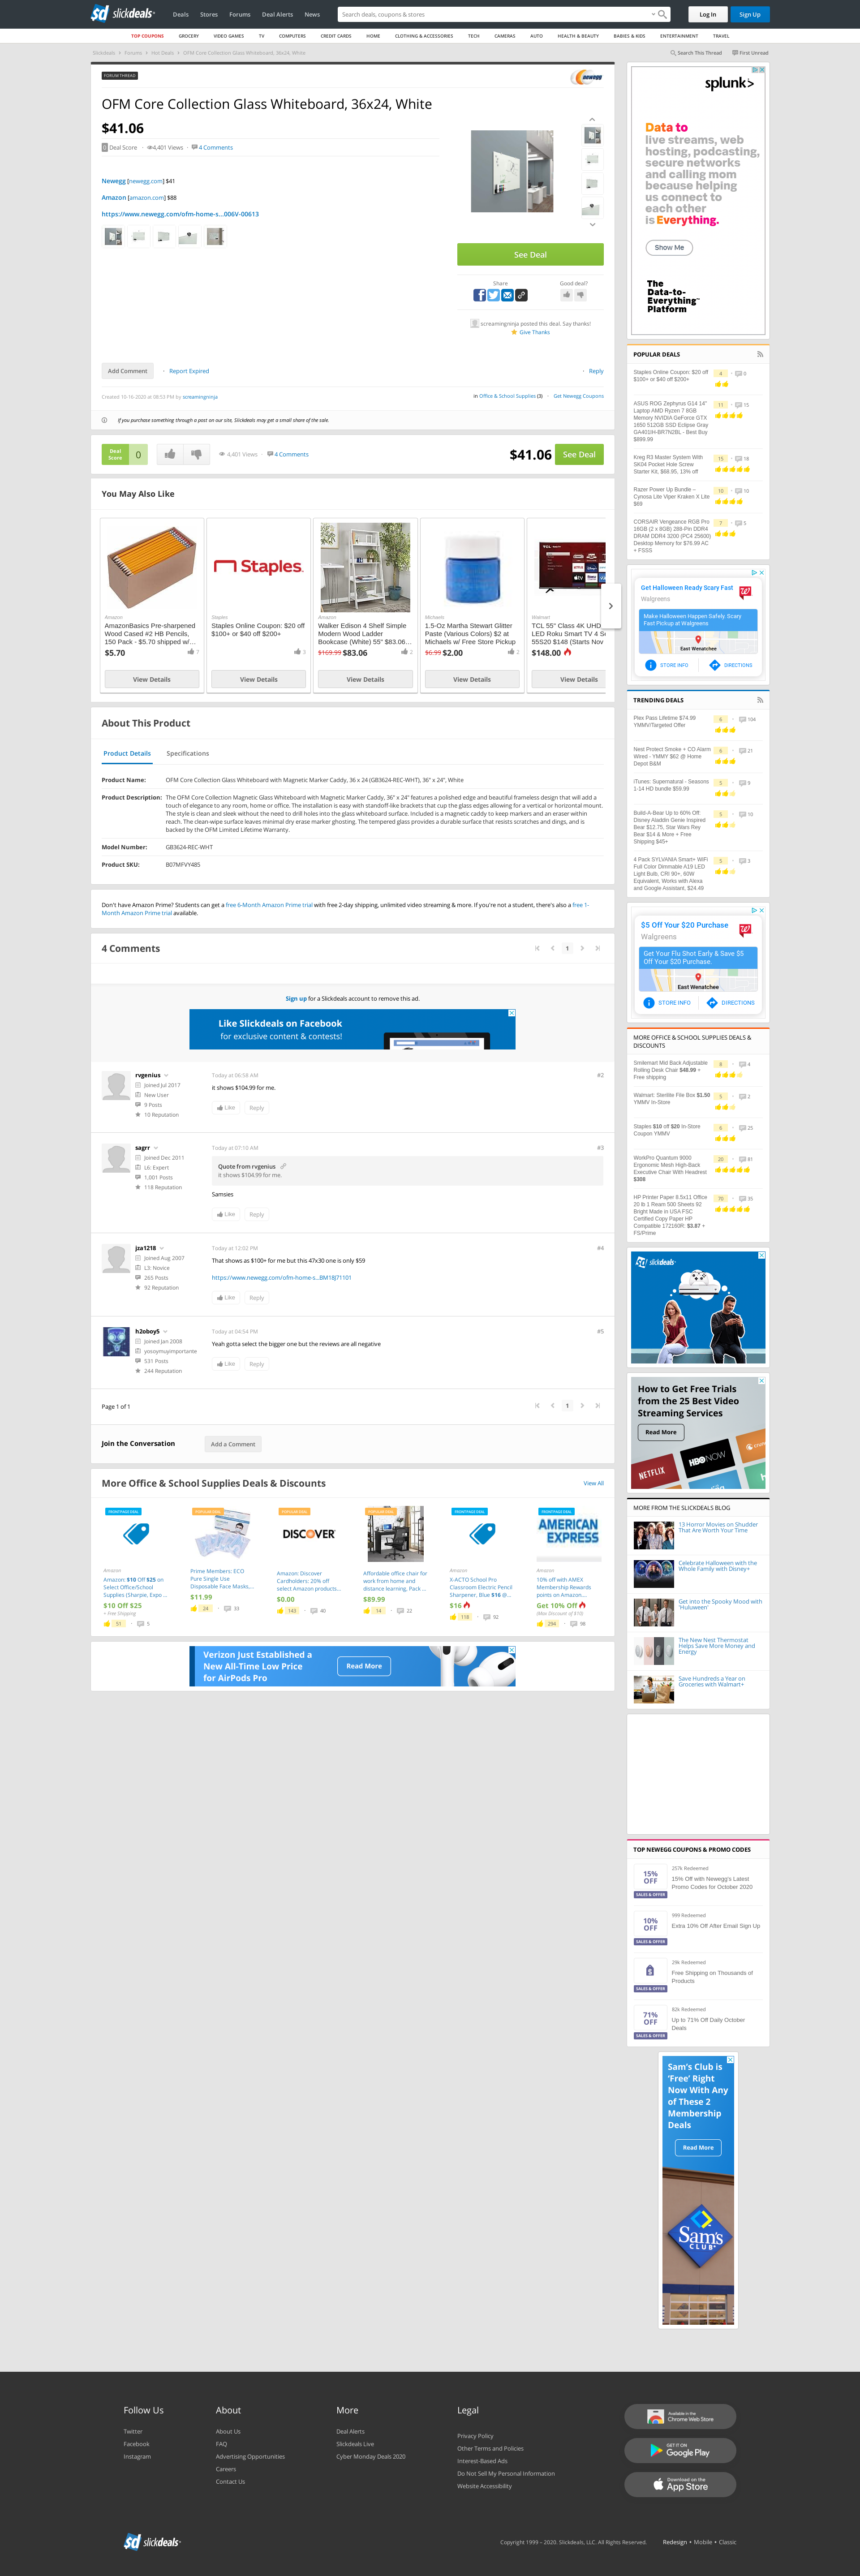 slickdeals
Deals Stores Forums Deal Alerts News
Search deals, coupons & stores
Log In Sign Up
TOP COUPONS GROCERY VIDEO GAMES TV COMPUTERS CREDIT CARDS HOME CLOTHING & ACCESSORIES TECH CAMERAS AUTO HEALTH & BEAUTY BABIES & KIDS ENTERTAINMENT TRAVEL
Slickdeals Forums Hot Deals OFM Core Collection Glass Whiteboard, 36x24, White
Search This Thread First Unread
FORUM THREAD
newegg
OFM Core Collection Glass Whiteboard, 36x24, White
$41.06
0 Deal Score 4,401 Views 4 Comments
Newegg [newegg.com] $41
Amazon [amazon.com] $88
https://www.newegg.com/ofm-home-s...006V-00613
See Deal
Share
Good deal?
screamingninja posted this deal. Say thanks!
Give Thanks
Add Comment Report Expired Reply
Created 10-16-2020 at 08:53 PM by screamingninja
in Office & School Supplies (3) Get Newegg Coupons
If you purchase something through a post on our site, Slickdeals may get a small share of the sale.
Deal Score 0
4,401 Views 4 Comments
$41.06 See Deal
You May Also Like
Amazon
AmazonBasics Pre-sharpened Wood Cased #2 HB Pencils, 150 Pack - $5.70 shipped w/...
$5.70 7
View Details
Staples
Staples
Staples Online Coupon: $20 off $100+ or $40 off $200+
3
View Details
Amazon
Walker Edison 4 Shelf Simple Modern Wood Ladder Bookcase (White) 55" $83.06...
$169.99 $83.06 2
View Details
Michaels
1.5-Oz Martha Stewart Glitter Paste (Various Colors) $2 at Michaels w/ Free Store Pickup
$6.99 $2.00 2
View Details
Walmart
TCL 55" Class 4K UHD LED Roku Smart TV 4 Se 55S20 $148 (Starts Nov
$148.00
View Details
About This Product
Product Details Specifications
Product Name: OFM Core Collection Glass Whiteboard with Magnetic Marker Caddy, 36 x 24 (GB3624-REC-WHT), 36" x 24", White
Product Description: The OFM Core Collection Magnetic Glass Whiteboard with Magnetic Marker Caddy, 36" x 24" features a polished edge and beautiful frameless design that will add a
touch of elegance to any room, home or office. The installation is easy with standoff-like brackets that cup the glass edges allowing for a vertical or horizontal mount.
The style is clean and sleek without the need to drill holes into the glass whiteboard surface. Included is a magnetic caddy to keep markers and an eraser within
reach. The clean-wipe surface leaves minimal dry erase marker ghosting. The tempered glass provides a durable surface that resists scratches and dings, and is
backed by the OFM Limited Lifetime Warranty.
Model Number: GB3624-REC-WHT
Product SKU: B07MFVY485
Don't have Amazon Prime? Students can get a free 6-Month Amazon Prime trial with free 2-day shipping, unlimited video streaming & more. If you're not a student, there's also a free 1-
Month Amazon Prime trial available.
4 Comments
1
Sign up for a Slickdeals account to remove this ad.
Like Slickdeals on Facebook
for exclusive content & contests!
rvgenius
Joined Jul 2017
New User
9 Posts
10 Reputation
Today at 06:58 AM #2
It shows $104.99 for me.
Like Reply
sagrr
Joined Dec 2011
L6: Expert
1,001 Posts
118 Reputation
Today at 07:10 AM #3
Quote from rvgenius
it shows $104.99 for me.
Samsies
Like Reply
jza1218
Joined Aug 2007
L3: Novice
265 Posts
92 Reputation
Today at 12:02 PM #4
That shows as $100+ for me but this 47x30 one is only $59
https://www.newegg.com/ofm-home-s...BM18J71101
Like Reply
h2oboy5
Joined Jan 2008
yosoymuyimportante
531 Posts
244 Reputation
Today at 04:54 PM #5
Yeah gotta select the bigger one but the reviews are all negative
Like Reply
Page 1 of 1
1
Join the Conversation Add a Comment
More Office & School Supplies Deals & Discounts View All
FRONTPAGE DEAL
Amazon
Amazon: $10 Off $25 on Select Office/School Supplies (Sharpie, Expo ...
$10 Off $25
+ Free Shipping
51 5
POPULAR DEAL
Prime Members: ECO Pure Single Use Disposable Face Masks,...
$11.99
24 33
POPULAR DEAL
DISCOVER
Amazon, Discover Cardholders: 20% off select Amazon products...
$0.00
143 40
POPULAR DEAL
Affordable office chair for work from home and distance learning, Pack ...
$89.99
14 22
FRONTPAGE DEAL
Amazon
X-ACTO School Pro Classroom Electric Pencil Sharpener, Blue $16 @...
$16
118 92
FRONTPAGE DEAL
AMERICAN EXPRESS
Amazon
10% off with AMEX Membership Rewards points on Amazon...
Get 10% Off
(Max Discount of $10)
294 98
Verizon Just Established a
New All-Time Low Price
for AirPods Pro
Read More
splunk>
Data to
live streams, web
hosting, podcasting,
secure networks
and calling mom
because helping
us connect to
each other
is Everything.
Show Me
The
Data-to-
Everything™
Platform
POPULAR DEALS
Staples Online Coupon: $20 off $100+ or $40 off $200+
4 0
ASUS ROG Zephyrus G14 14" Laptop AMD Ryzen 7 8GB Memory NVIDIA GeForce GTX 1650 512GB SSD Eclipse Gray GA401IH-BR7N2BL - Best Buy $899.99
11 15
Kreg R3 Master System With SK04 Pocket Hole Screw Starter Kit, $68.95, 13% off
15 18
Razer Power Up Bundle – Cynosa Lite Viper Kraken X Lite $69
10 10
CORSAIR Vengeance RGB Pro 16GB (2 x 8GB) 288-Pin DDR4 DRAM DDR4 3200 (PC4 25600) Desktop Memory for $76.99 AC + FSSS
7 5
Get Halloween Ready Scary Fast
Walgreens
Make Halloween Happen Safely. Scary Fast Pickup at Walgreens
East Wenatchee
STORE INFO DIRECTIONS
TRENDING DEALS
Plex Pass Lifetime $74.99 YMMV/Targeted Offer
6 104
Nest Protect Smoke + CO Alarm Wired - YMMY $62 @ Home Depot B&M
6 21
iTunes: Supernatural - Seasons 1-14 HD bundle $59.99
5 9
Build-A-Bear Up to 60% Off: Disney Aladdin Genie Inspired Bear $12.75, Star Wars Rey Bear $14 & More + Free Shipping $45+
5 10
4 Pack SYLVANIA Smart+ WiFi Full Color Dimmable A19 LED Light Bulb, CRI 90+, 60W Equivalent, Works with Alexa and Google Assistant, $24.49
5 3
$5 Off Your $20 Purchase
Walgreens
Get Your Flu Shot Early & Save $5 Off Your $20 Purchase.
East Wenatchee
STORE INFO DIRECTIONS
MORE OFFICE & SCHOOL SUPPLIES DEALS & DISCOUNTS
Smilemart Mid Back Adjustable Rolling Desk Chair $48.99 + Free shipping
8 4
Walmart: Sterilite File Box $1.50 YMMV In-Store
5 2
Staples $10 off $20 In-Store Coupon YMMV
6 25
WorkPro Quantum 9000 Ergonomic Mesh High-Back Executive Chair With Headrest $308
20 81
HP Printer Paper 8.5x11 Office 20 lb 1 Ream 500 Sheets 92 Bright Made in USA FSC Certified Copy Paper HP Compatible 172160R: $3.87 + FS/Prime
70 35
slickdeals
How to Get Free Trials
from the 25 Best Video
Streaming Services
Read More
NETFLIX HBO NOW
MORE FROM THE SLICKDEALS BLOG
13 Horror Movies on Shudder That Are Worth Your Time
Celebrate Halloween with the Whole Family with Disney+
Get into the Spooky Mood with 'Huluween'
The New Nest Thermostat Helps Save More Money and Energy
Save Hundreds a Year on Groceries with Walmart+
TOP NEWEGG COUPONS & PROMO CODES
15% OFF
SALES & OFFER
257k Redeemed
15% Off with Newegg's Latest Promo Codes for October 2020
10% OFF
SALES & OFFER
999 Redeemed
Extra 10% Off After Email Sign Up
SALES & OFFER
28k Redeemed
Free Shipping on Thousands of Products
71% OFF
SALES & OFFER
82k Redeemed
Up to 71% Off Daily October Deals
Sam's Club is
'Free' Right
Now With Any
of These 2
Membership
Deals
Read More
Sam's CLUB
Follow Us
Twitter
Facebook
Instagram
About
About Us
FAQ
Advertising Opportunities
Careers
Contact Us
More
Deal Alerts
Slickdeals Live
Cyber Monday Deals 2020
Legal
Privacy Policy
Other Terms and Policies
Interest-Based Ads
Do Not Sell My Personal Information
Website Accessibility
Available in the Chrome Web Store
GET IT ON Google Play
Download on the App Store
slickdeals
Copyright 1999 – 2020. Slickdeals, LLC. All Rights Reserved. Redesign • Mobile • Classic